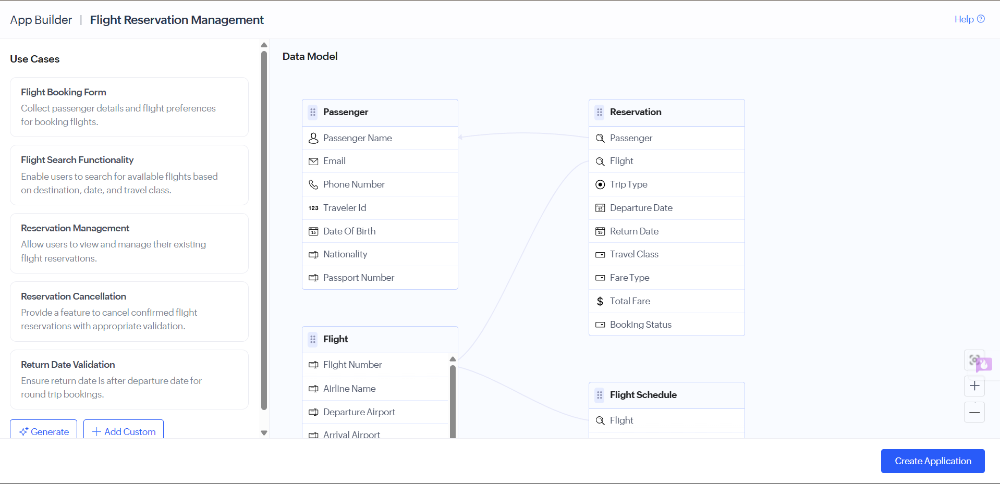 App Builder | Flight Reservation Management
Help
Use Cases
Flight Booking Form
Collect passenger details and flight preferences
for booking flights.
Flight Search Functionality
Enable users to search for available flights based
on destination, date, and travel class.
Reservation Management
Allow users to view and manage their existing
flight reservations.
Reservation Cancellation
Provide a feature to cancel confirmed flight
reservations with appropriate validation.
Return Date Validation
Ensure return date is after departure date for
round trip bookings.
Generate
Add Custom
Data Model
Passenger
Passenger Name
Email
Phone Number
123 Traveler Id
15 Date Of Birth
Nationality
Passport Number
Flight
Flight Number
Airline Name
Departure Airport
Arrival Airport
Reservation
Passenger
Flight
Trip Type
15 Departure Date
15 Return Date
Travel Class
Fare Type
$ Total Fare
Booking Status
Flight Schedule
Flight
Create Application